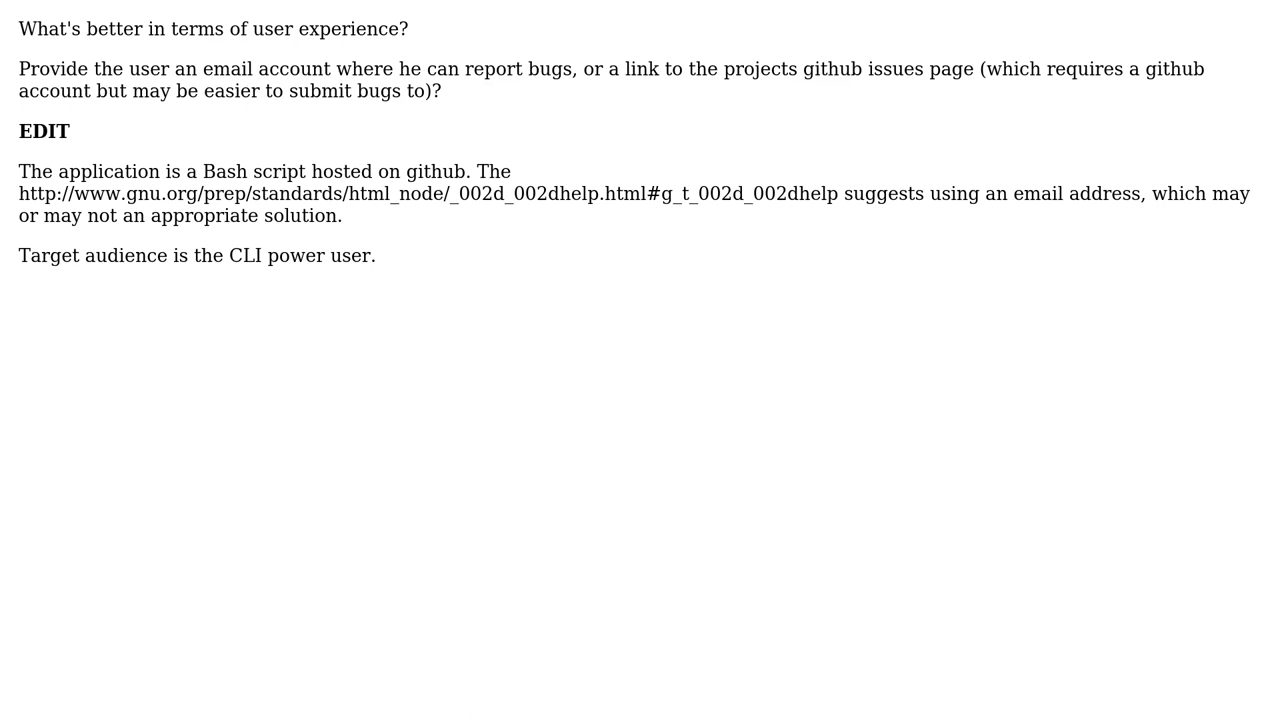 What's better in terms of user experience?
Provide the user an email account where he can report bugs, or a link to the projects github issues page (which requires a github
account but may be easier to submit bugs to)?
EDIT
The application is a Bash script hosted on github. The
http://www.gnu.org/prep/standards/html_node/_002d_002dhelp.html#g_t_002d_002dhelp suggests using an email address, which may
or may not an appropriate solution.
Target audience is the CLI power user.